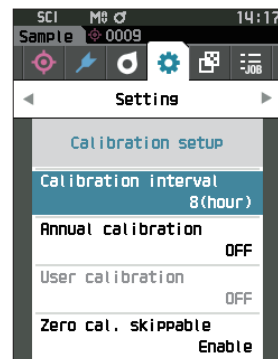 SCI M0 14:17
Sample 0009
-JOB
Setting
Calibration setup
Calibration interval
8(hour)
Annual calibration
OFF
User calibration
OFF
Zero cal. skippable
Enable